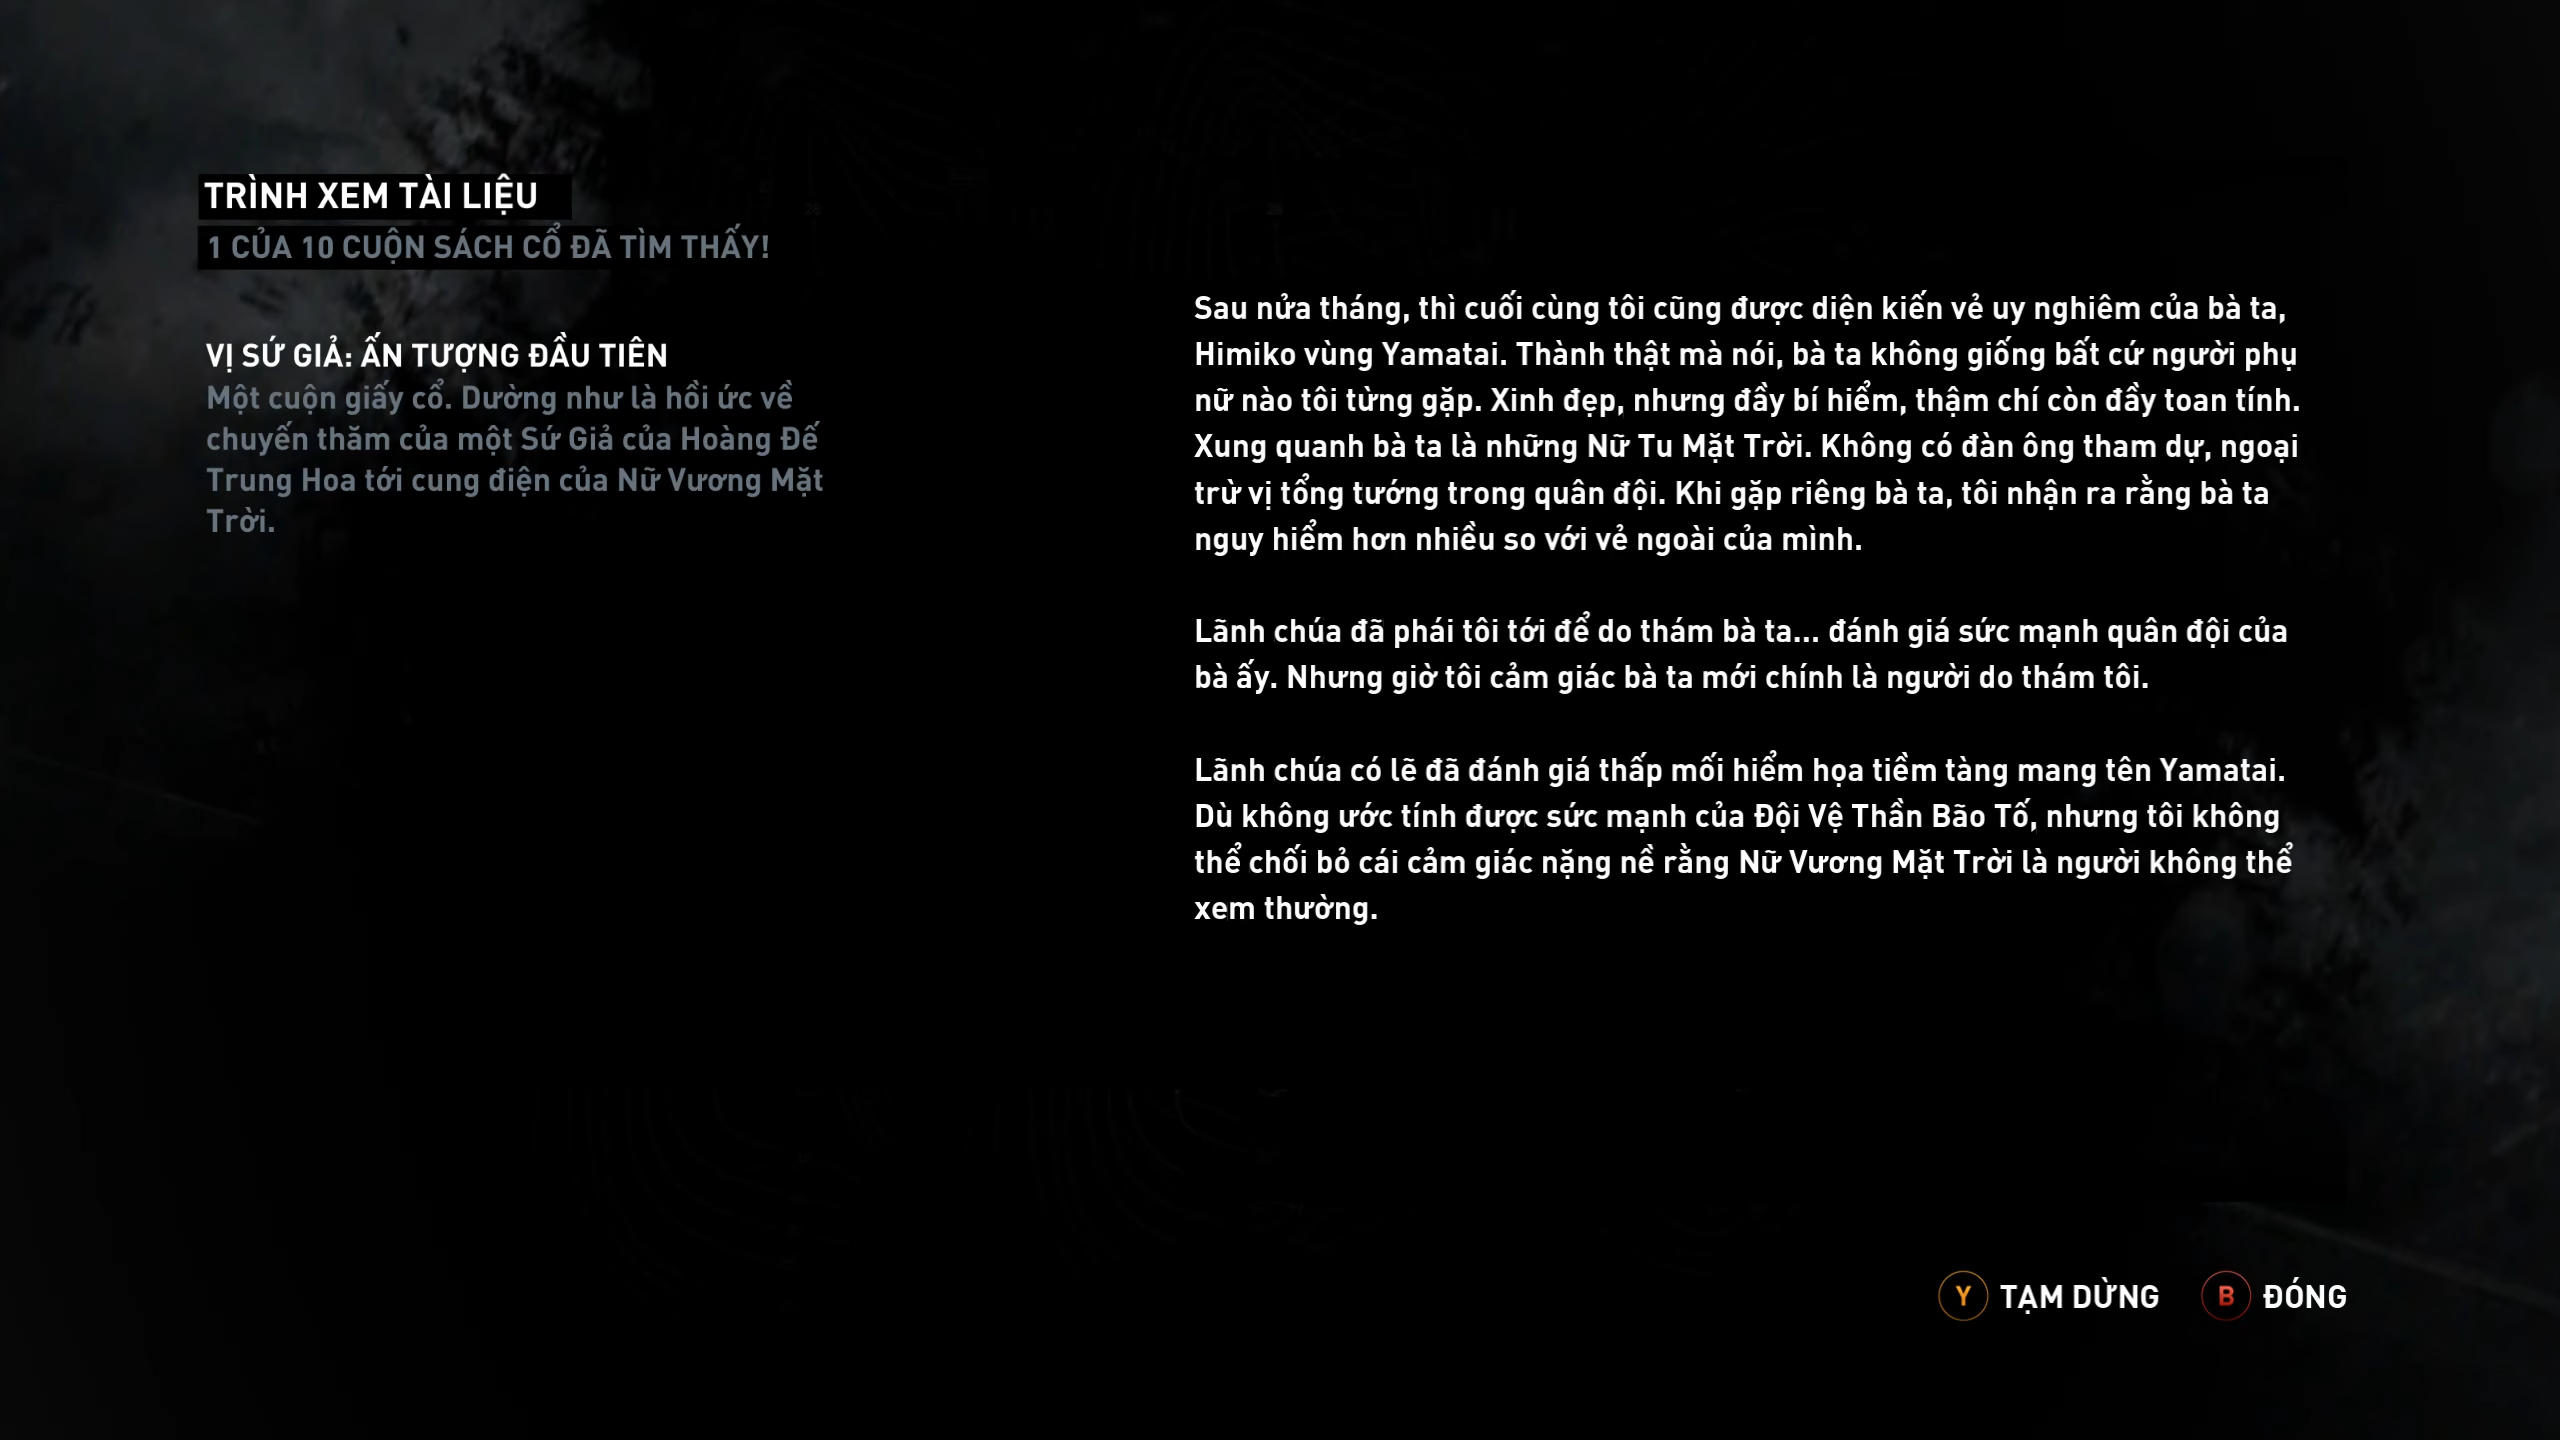 TRÌNH XEM TÀI LIỆU
1 CỦA 10 CUỘN SÁCH CỔ ĐÃ TÌM THẤY!
VỊ SỨ GIẢ: ẤN TƯỢNG ĐẦU TIÊN
Một cuộn giấy cổ. Dường như là hồi ức về
chuyến thăm của một Sứ Giả của Hoàng Đế
Trung Hoa tới cung điện của Nữ Vương Mặt
Trời.
Sau nửa tháng, thì cuối cùng tôi cũng được diện kiến vẻ uy nghiêm của bà ta,
Himiko vùng Yamatai. Thành thật mà nói, bà ta không giống bất cứ người phụ
nữ nào tôi từng gặp. Xinh đẹp, nhưng đầy bí hiểm, thậm chí còn đầy toan tính.
Xung quanh bà ta là những Nữ Tu Mặt Trời. Không có đàn ông tham dự, ngoại
trừ vị tổng tướng trong quân đội. Khi gặp riêng bà ta, tôi nhận ra rằng bà ta
nguy hiểm hơn nhiều so với vẻ ngoài của mình.
Lãnh chúa đã phái tôi tới để do thám bà ta... đánh giá sức mạnh quân đội của
bà ấy. Nhưng giờ tôi cảm giác bà ta mới chính là người do thám tôi.
Lãnh chúa có lẽ đã đánh giá thấp mối hiểm họa tiềm tàng mang tên Yamatai.
Dù không ước tính được sức mạnh của Đội Vệ Thần Bão Tố, nhưng tôi không
thể chối bỏ cái cảm giác nặng nề rằng Nữ Vương Mặt Trời là người không thể
xem thường.
Y TẠM DỪNG B ĐÓNG